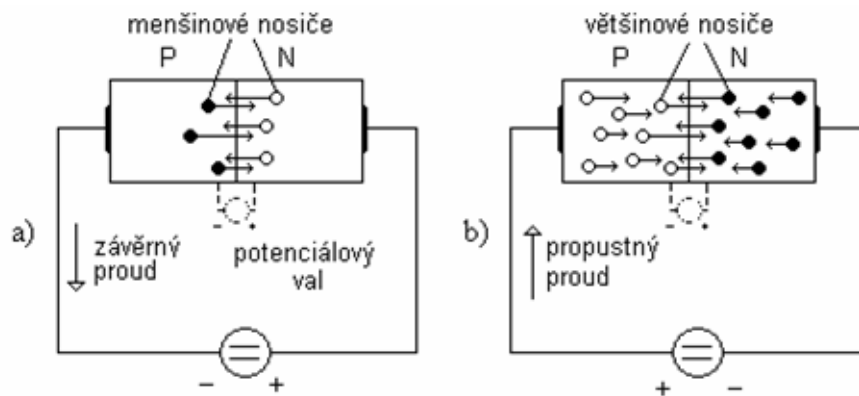 menšinové nosiče
P N
- +
a)
závěrný
proud
potenciálový
val
- +
většinové nosiče
P N
- +
b)
propustný
proud
+ -